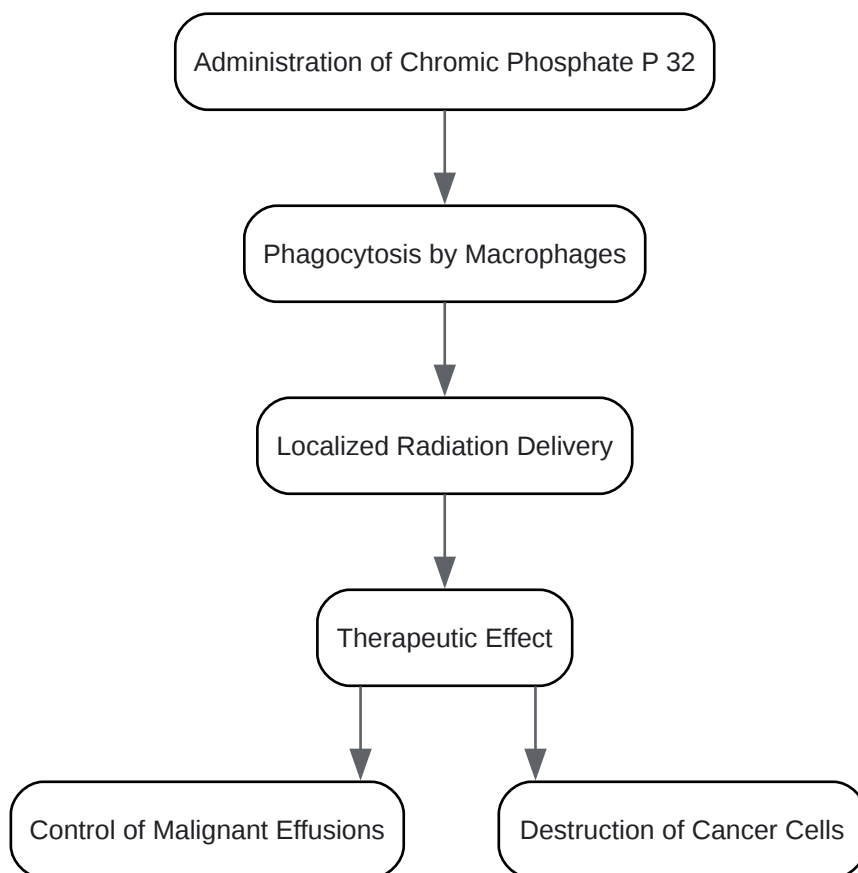 Administration of Chromic Phosphate P 32
Phagocytosis by Macrophages
Localized Radiation Delivery
Therapeutic Effect
Control of Malignant Effusions
Destruction of Cancer Cells